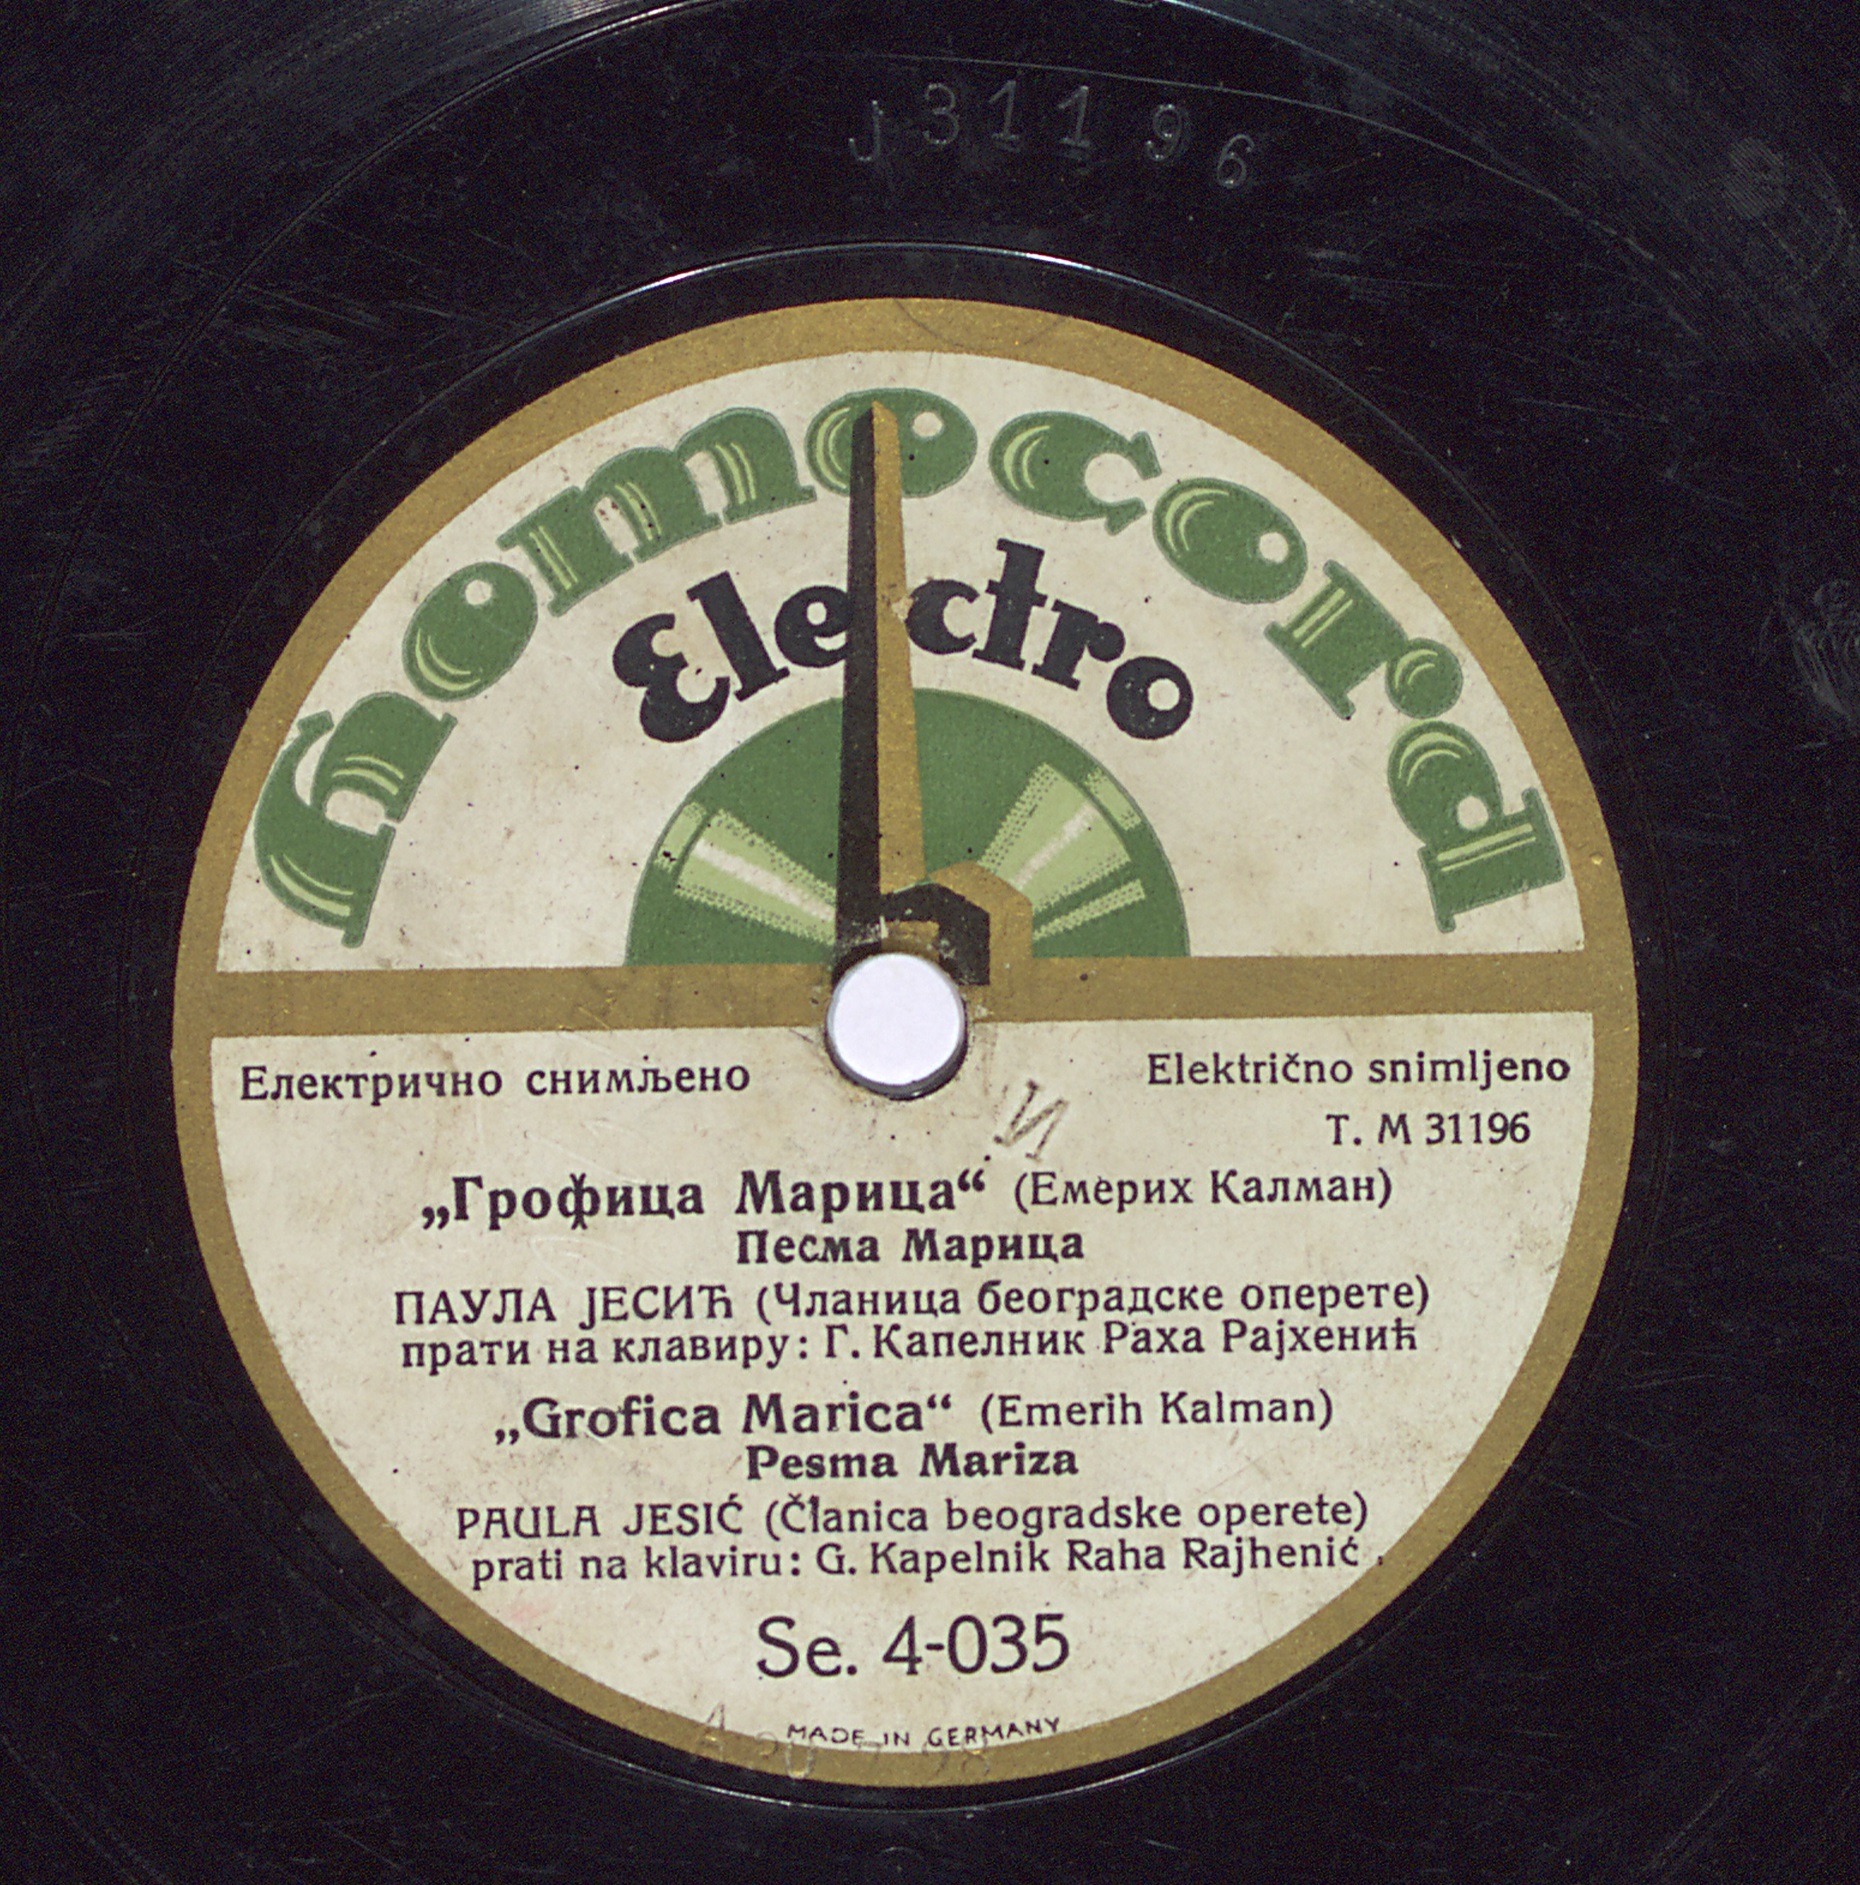 J31196
homocord
Electro
Електрично снимљено
Električno snimljeno
T. M 31196
„Грофица Марица“ (Емерих Калман)
Песма Марица
ПАУЛА ЈЕСИЋ (Чланица београдске оперете)
прати на клавиру: Г. Капелник Раха Рајхенић
„Grofica Marica“ (Emerih Kalman)
Pesma Mariza
PAULA JESIĆ (Članica beogradske operete)
prati na klaviru: G. Kapelnik Raha Rajhenić.
Se. 4-035
MADE IN GERMANY